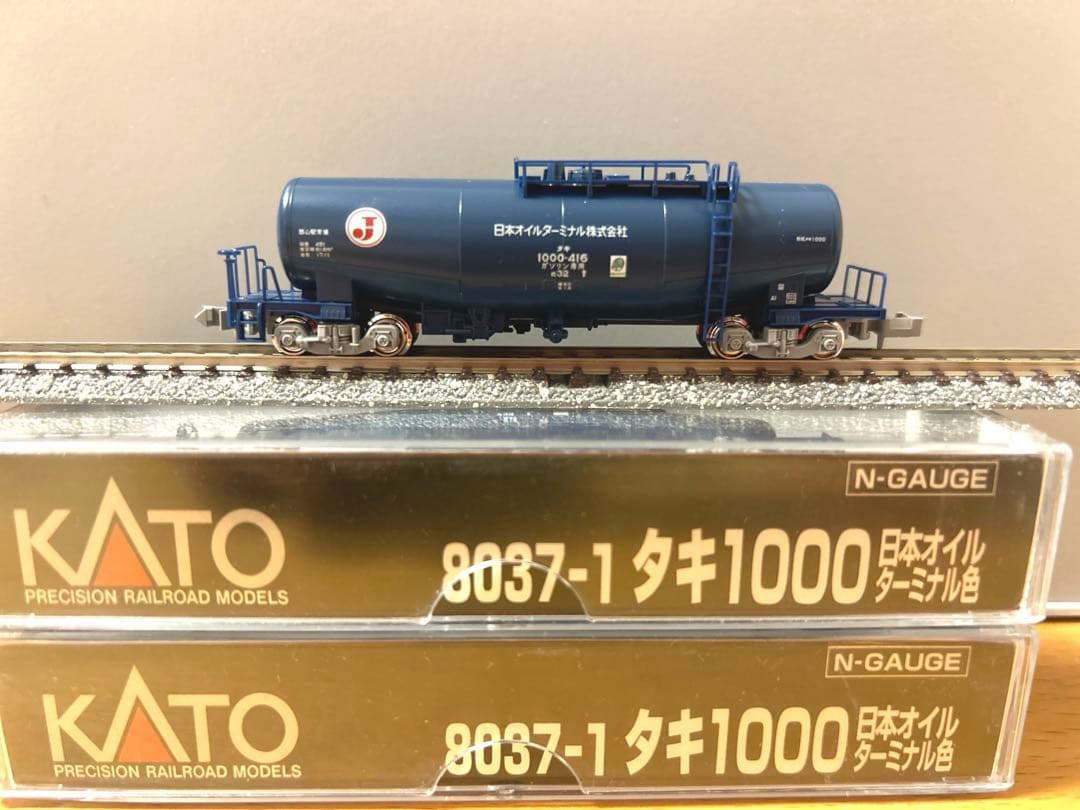 J
日本オイルターミナル株式会社
タキ
1000-416
ガソリン専用
KATO
PRECISION RAILROAD MODELS
N-GAUGE
8037-1 タキ1000 日本オイル
ターミナル色
KATO
PRECISION RAILROAD MODELS
N-GAUGE
8037-1 タキ1000 日本オイル
ターミナル色